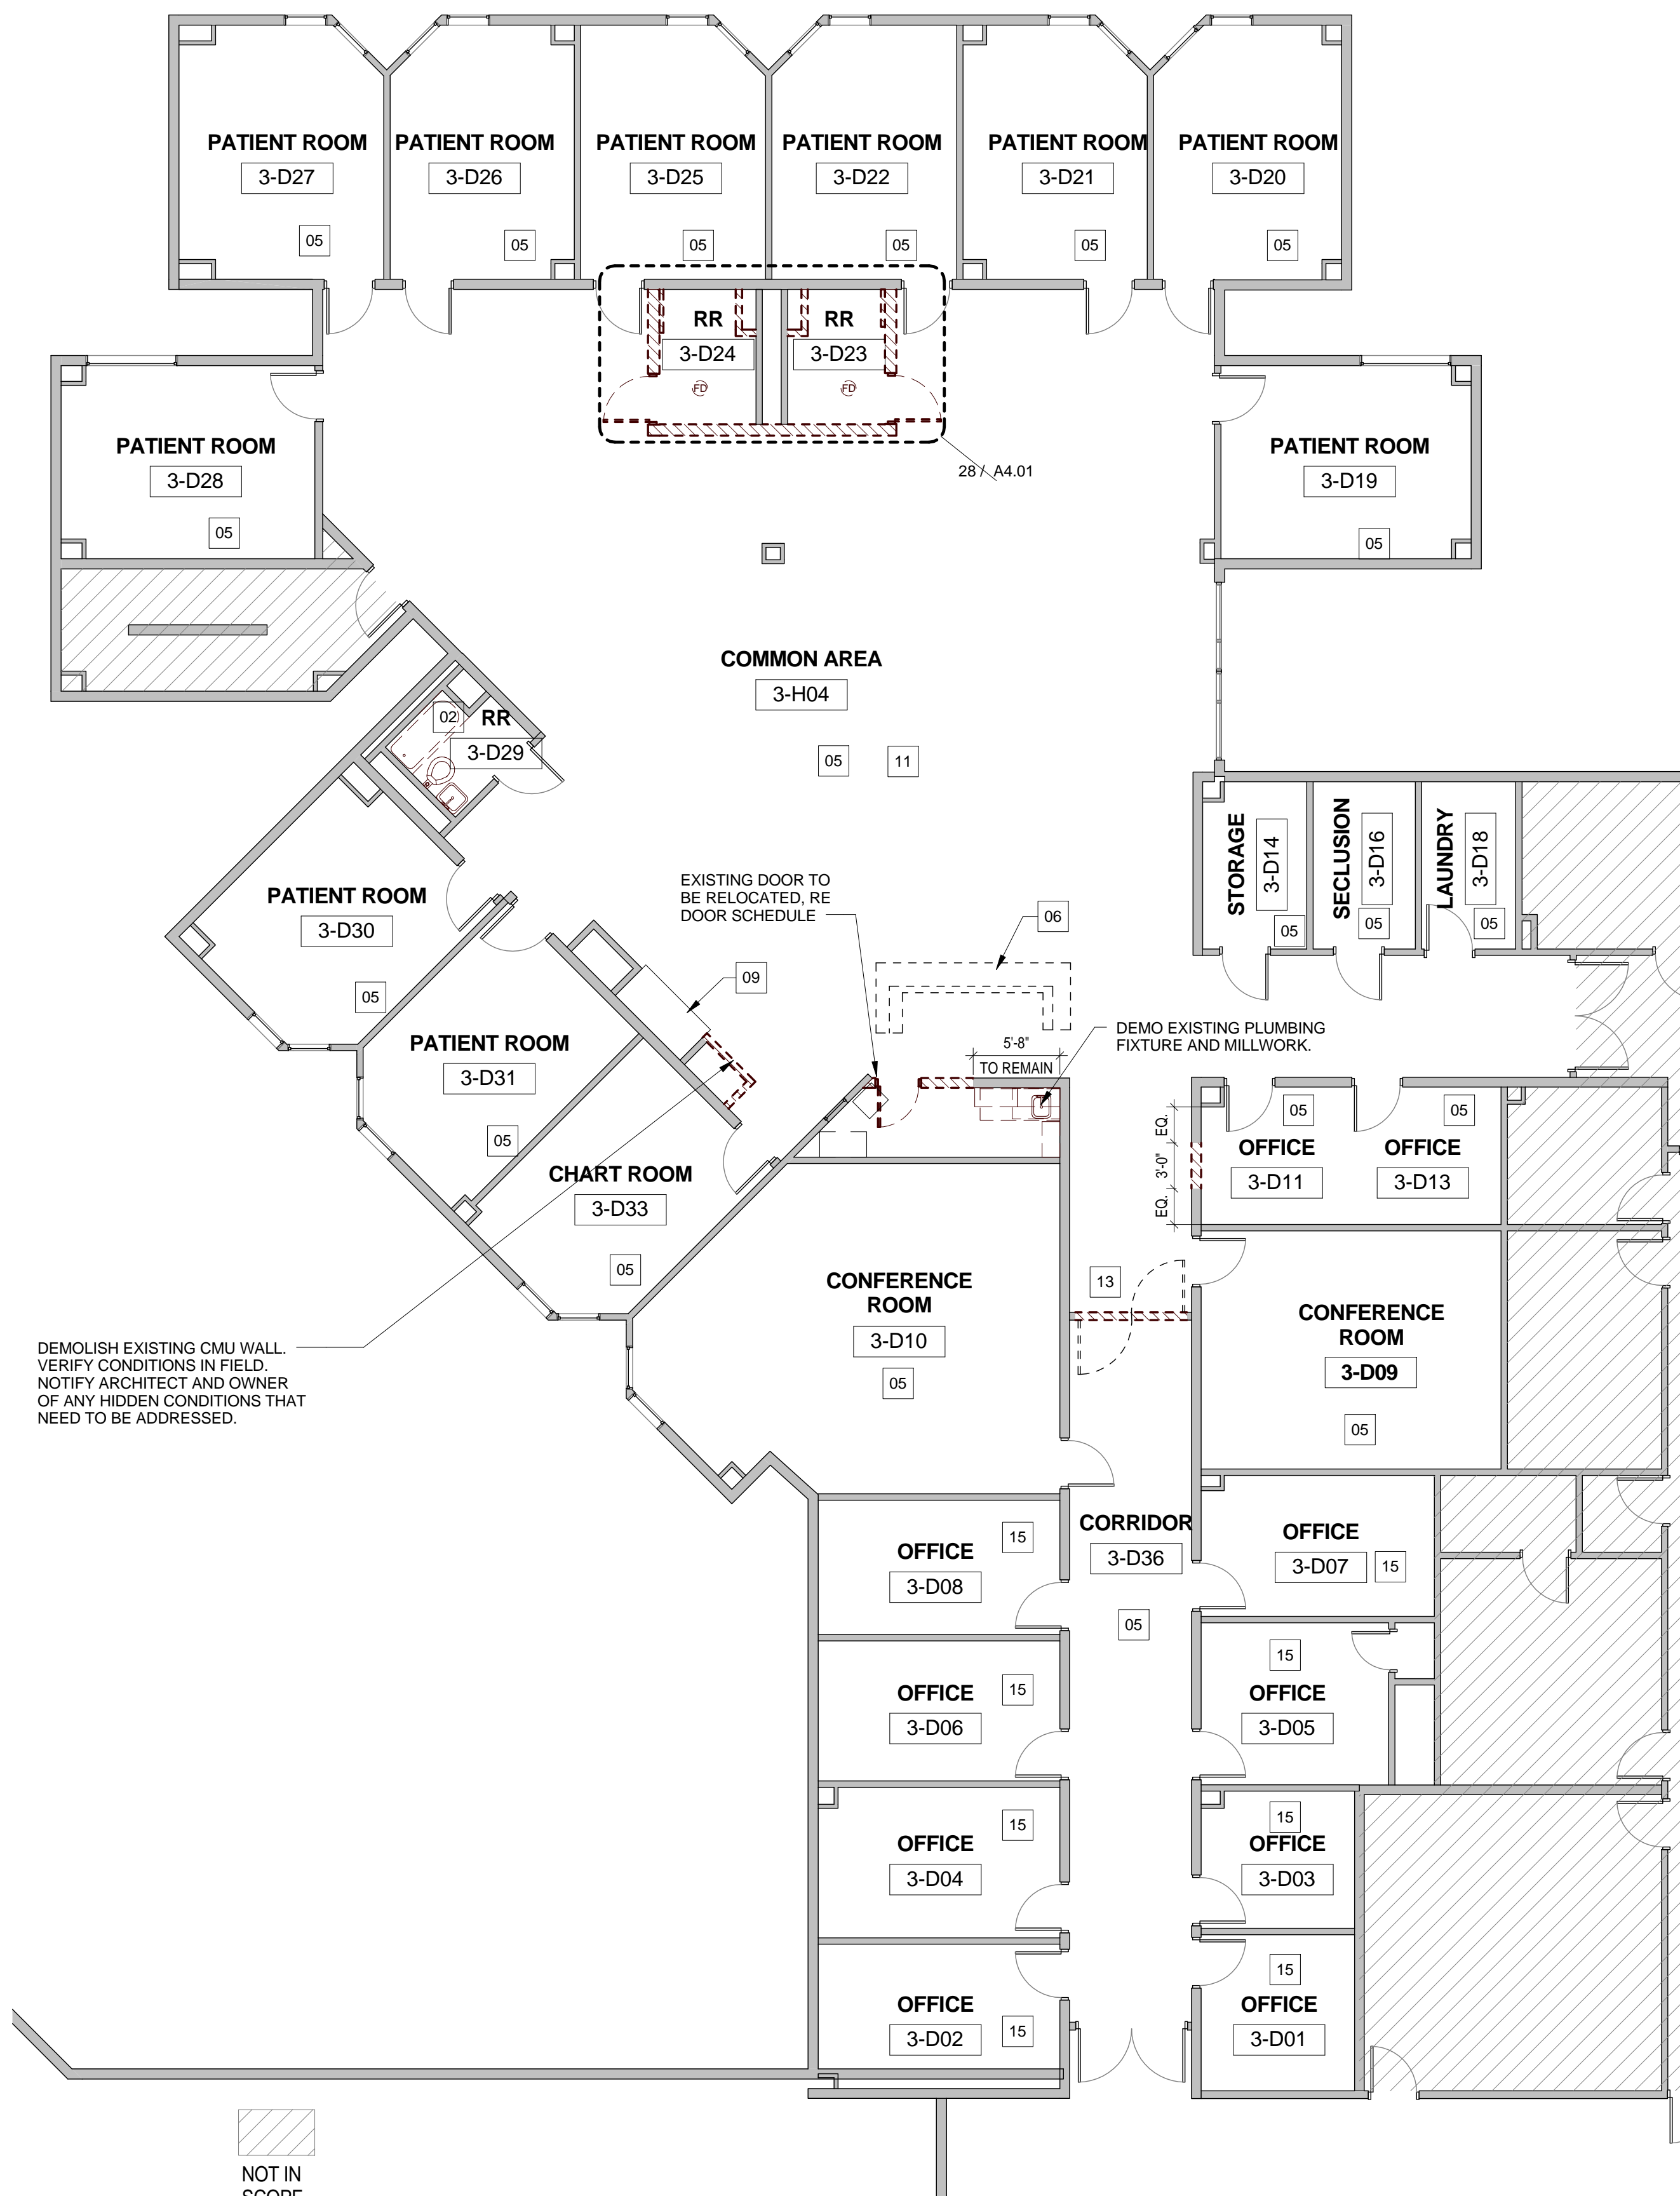 PATIENT ROOM
3-D27
05
PATIENT ROOM
3-D26
05
PATIENT ROOM
3-D25
05
PATIENT ROOM
3-D22
05
PATIENT ROOM
3-D21
05
PATIENT ROOM
3-D20
05
RR
3-D24
FD
RR
3-D23
FD
28 / A4.01
PATIENT ROOM
3-D28
05
PATIENT ROOM
3-D19
05
COMMON AREA
3-H04
05
11
02
RR
3-D29
PATIENT ROOM
3-D30
05
EXISTING DOOR TO
BE RELOCATED, RE
DOOR SCHEDULE
06
09
STORAGE
3-D14
05
SECLUSION
3-D16
05
LAUNDRY
3-D18
05
DEMO EXISTING PLUMBING
FIXTURE AND MILLWORK.
5'-8"
TO REMAIN
PATIENT ROOM
3-D31
05
CHART ROOM
3-D33
05
EQ.
3'-0"
EQ.
05
OFFICE
3-D11
05
OFFICE
3-D13
CONFERENCE
ROOM
3-D10
05
13
CONFERENCE
ROOM
3-D09
05
DEMOLISH EXISTING CMU WALL.
VERIFY CONDITIONS IN FIELD.
NOTIFY ARCHITECT AND OWNER
OF ANY HIDDEN CONDITIONS THAT
NEED TO BE ADDRESSED.
OFFICE
3-D08
15
CORRIDOR
3-D36
05
OFFICE
3-D07
15
OFFICE
3-D06
15
15
OFFICE
3-D05
OFFICE
3-D04
15
15
OFFICE
3-D03
OFFICE
3-D02
15
15
OFFICE
3-D01
NOT IN
SCOPE